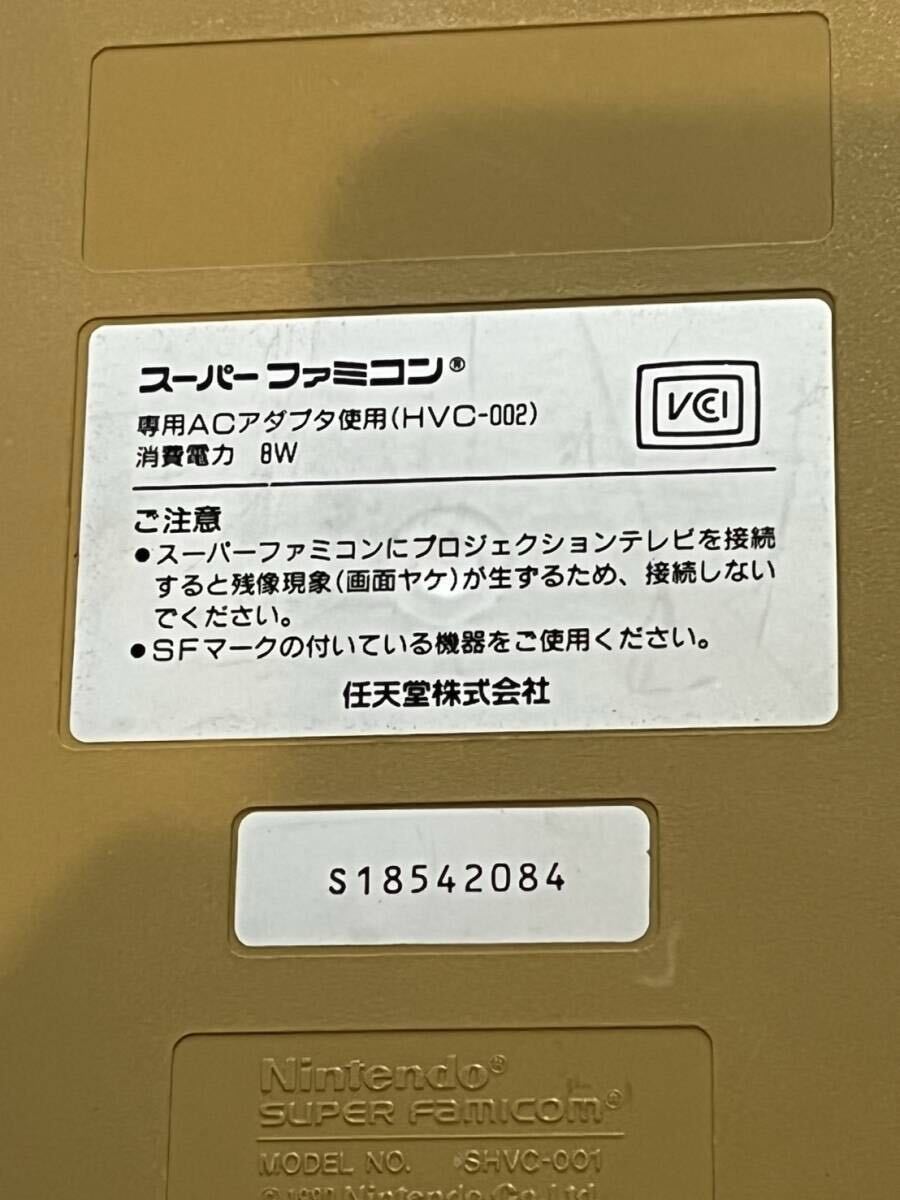 スーパーファミコン®
専用ACアダプタ使用(HVC-002)
消費電力 8W
VCCI
ご注意
●スーパーファミコンにプロジェクションテレビを接続
すると残像現象(画面ヤケ)が生ずるため、接続しない
でください。
●SFマークの付いている機器をご使用ください。
任天堂株式会社
S18542084
Nintendo®
SUPER FAMICOM®
MODEL NO. SHVC-001
© 1990 Nintendo Co., Ltd.